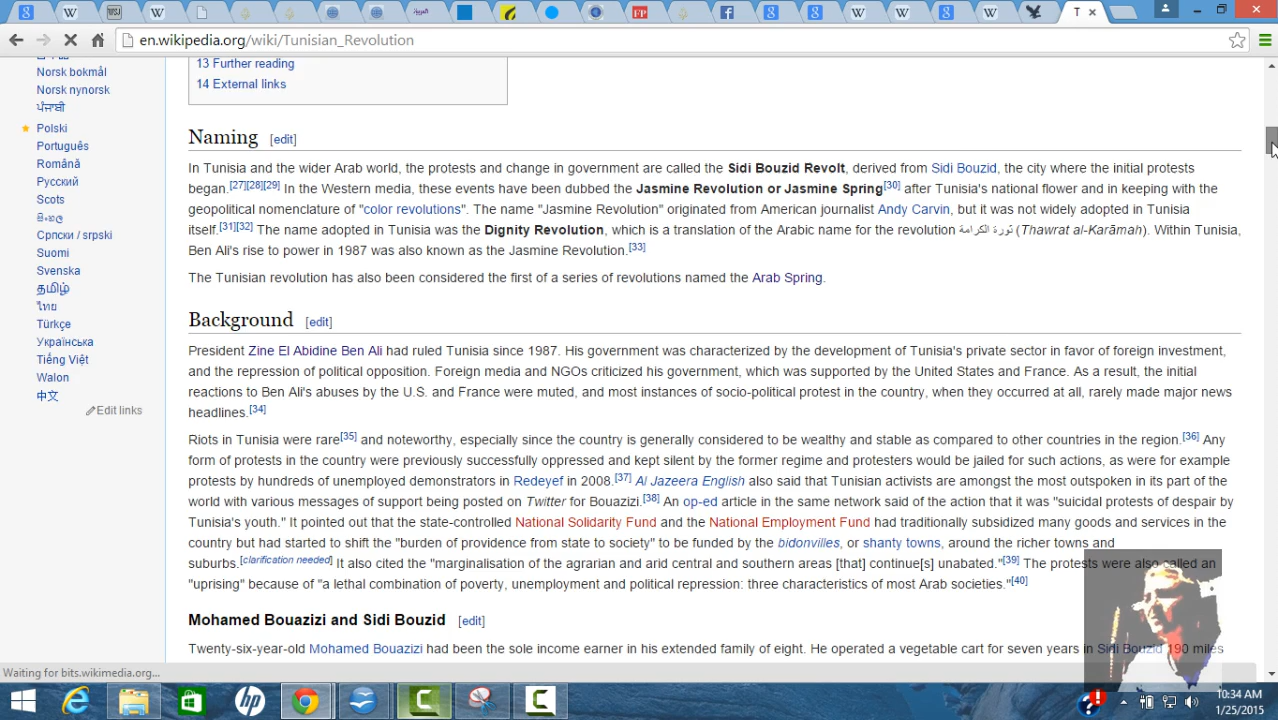 W WSJ W العربية FP f 8 8 W W 8 W T ×
en.wikipedia.org/wiki/Tunisian_Revolution
Norsk bokmål
Norsk nynorsk
ਪੰਜਾਬੀ
Polski
Português
Română
Русский
Scots
සිංහල
Српски / srpski
Suomi
Svenska
தமிழ்
ไทย
Türkçe
Українська
Tiếng Việt
Walon
中文
Edit links
13 Further reading
14 External links
Naming [edit]
In Tunisia and the wider Arab world, the protests and change in government are called the Sidi Bouzid Revolt, derived from Sidi Bouzid, the city where the initial protests
began.[27][28][29] In the Western media, these events have been dubbed the Jasmine Revolution or Jasmine Spring[30] after Tunisia's national flower and in keeping with the
geopolitical nomenclature of "color revolutions". The name "Jasmine Revolution" originated from American journalist Andy Carvin, but it was not widely adopted in Tunisia
itself.[31][32] The name adopted in Tunisia was the Dignity Revolution, which is a translation of the Arabic name for the revolution ثورة الكرامة (Thawrat al-Karāmah). Within Tunisia,
Ben Ali's rise to power in 1987 was also known as the Jasmine Revolution.[33]
The Tunisian revolution has also been considered the first of a series of revolutions named the Arab Spring.
Background [edit]
President Zine El Abidine Ben Ali had ruled Tunisia since 1987. His government was characterized by the development of Tunisia's private sector in favor of foreign investment,
and the repression of political opposition. Foreign media and NGOs criticized his government, which was supported by the United States and France. As a result, the initial
reactions to Ben Ali's abuses by the U.S. and France were muted, and most instances of socio-political protest in the country, when they occurred at all, rarely made major news
headlines.[34]
Riots in Tunisia were rare[35] and noteworthy, especially since the country is generally considered to be wealthy and stable as compared to other countries in the region.[36] Any
form of protests in the country were previously successfully oppressed and kept silent by the former regime and protesters would be jailed for such actions, as were for example
protests by hundreds of unemployed demonstrators in Redeyef in 2008.[37] Al Jazeera English also said that Tunisian activists are amongst the most outspoken in its part of the
world with various messages of support being posted on Twitter for Bouazizi.[38] An op-ed article in the same network said of the action that it was "suicidal protests of despair by
Tunisia's youth." It pointed out that the state-controlled National Solidarity Fund and the National Employment Fund had traditionally subsidized many goods and services in the
country but had started to shift the "burden of providence from state to society" to be funded by the bidonvilles, or shanty towns, around the richer towns and
suburbs.[clarification needed] It also cited the "marginalisation of the agrarian and arid central and southern areas [that] continue[s] unabated."[39] The protests were also called an
"uprising" because of "a lethal combination of poverty, unemployment and political repression: three characteristics of most Arab societies."[40]
Mohamed Bouazizi and Sidi Bouzid [edit]
Twenty-six-year-old Mohamed Bouazizi had been the sole income earner in his extended family of eight. He operated a vegetable cart for seven years in Sidi Bouzid 190 miles
Waiting for bits.wikimedia.org...
10:34 AM
1/25/2015